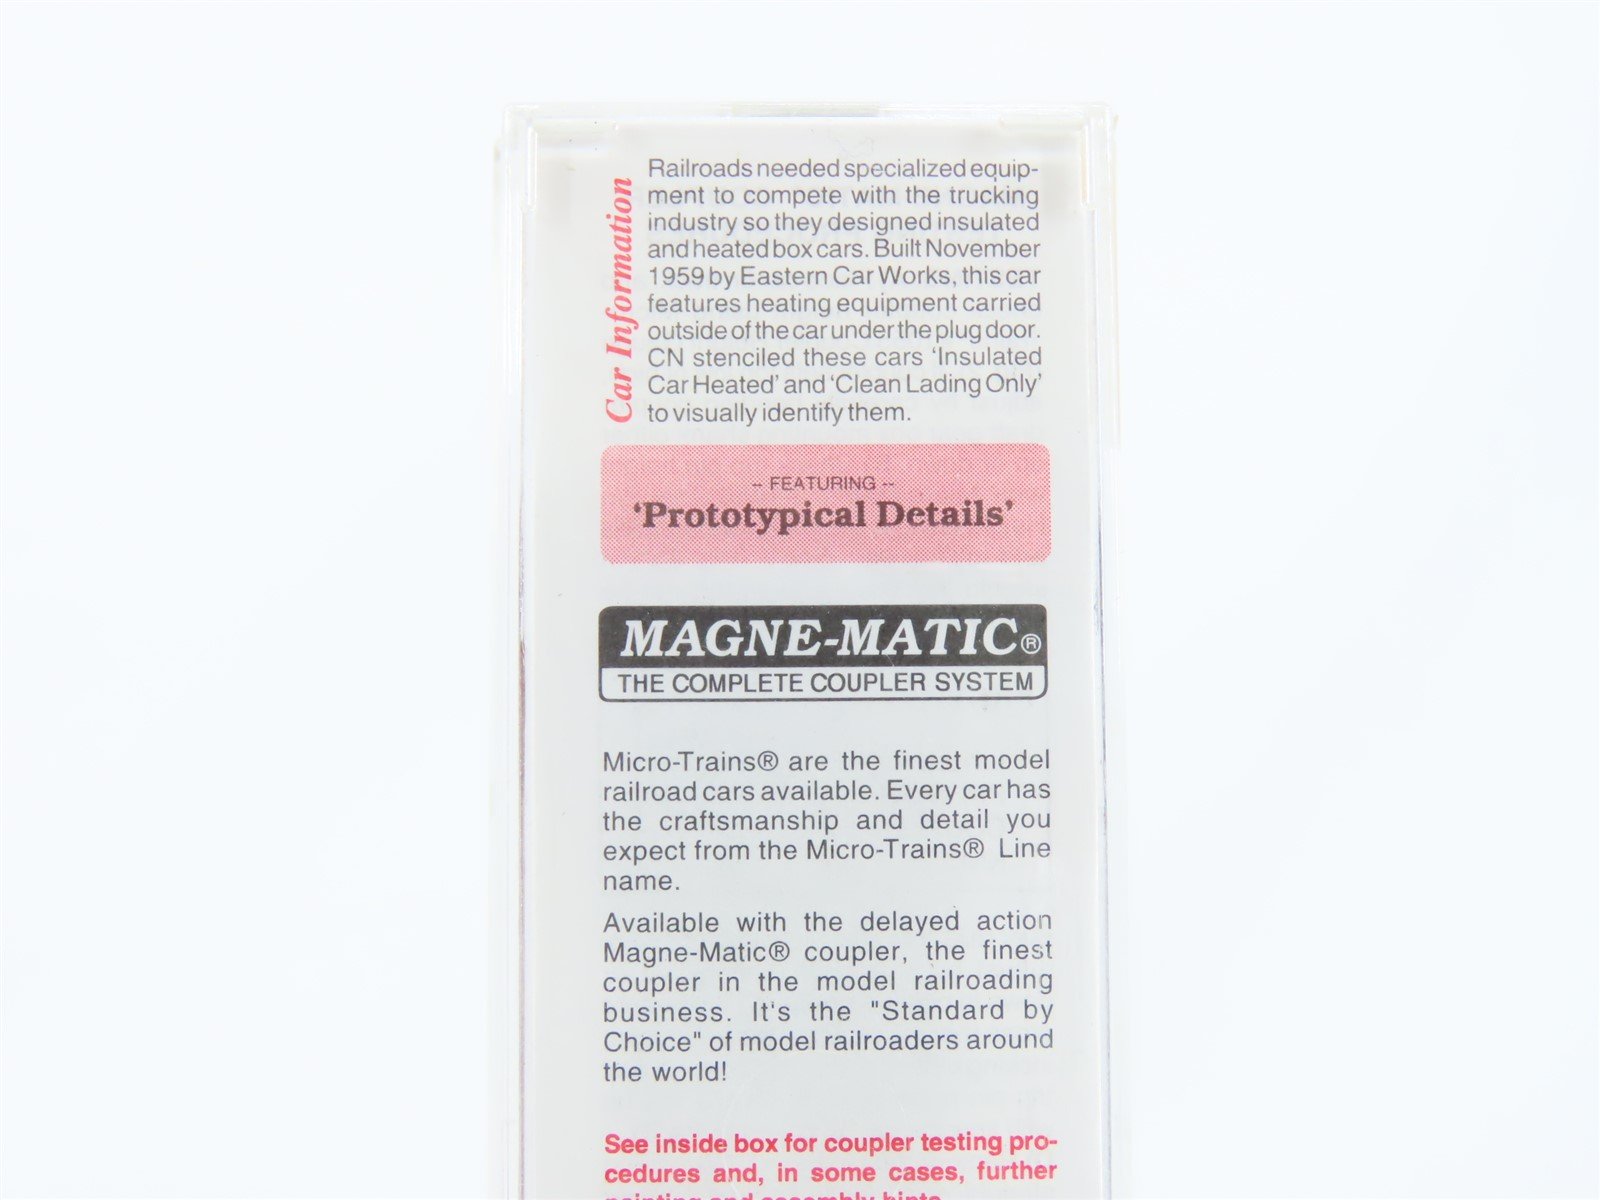 Car Information
Railroads needed specialized equip-
ment to compete with the trucking
industry so they designed insulated
and heated box cars. Built November
1959 by Eastern Car Works, this car
features heating equipment carried
outside of the car under the plug door.
CN stenciled these cars ‘Insulated
Car Heated’ and ‘Clean Lading Only’
to visually identify them.
-- FEATURING --
‘Prototypical Details’
MAGNE-MATIC®
THE COMPLETE COUPLER SYSTEM
Micro-Trains® are the finest model
railroad cars available. Every car has
the craftsmanship and detail you
expect from the Micro-Trains® Line
name.
Available with the delayed action
Magne-Matic® coupler, the finest
coupler in the model railroading
business. It's the "Standard by
Choice" of model railroaders around
the world!
See inside box for coupler testing pro-
cedures and, in some cases, further
painting and assembly hints.